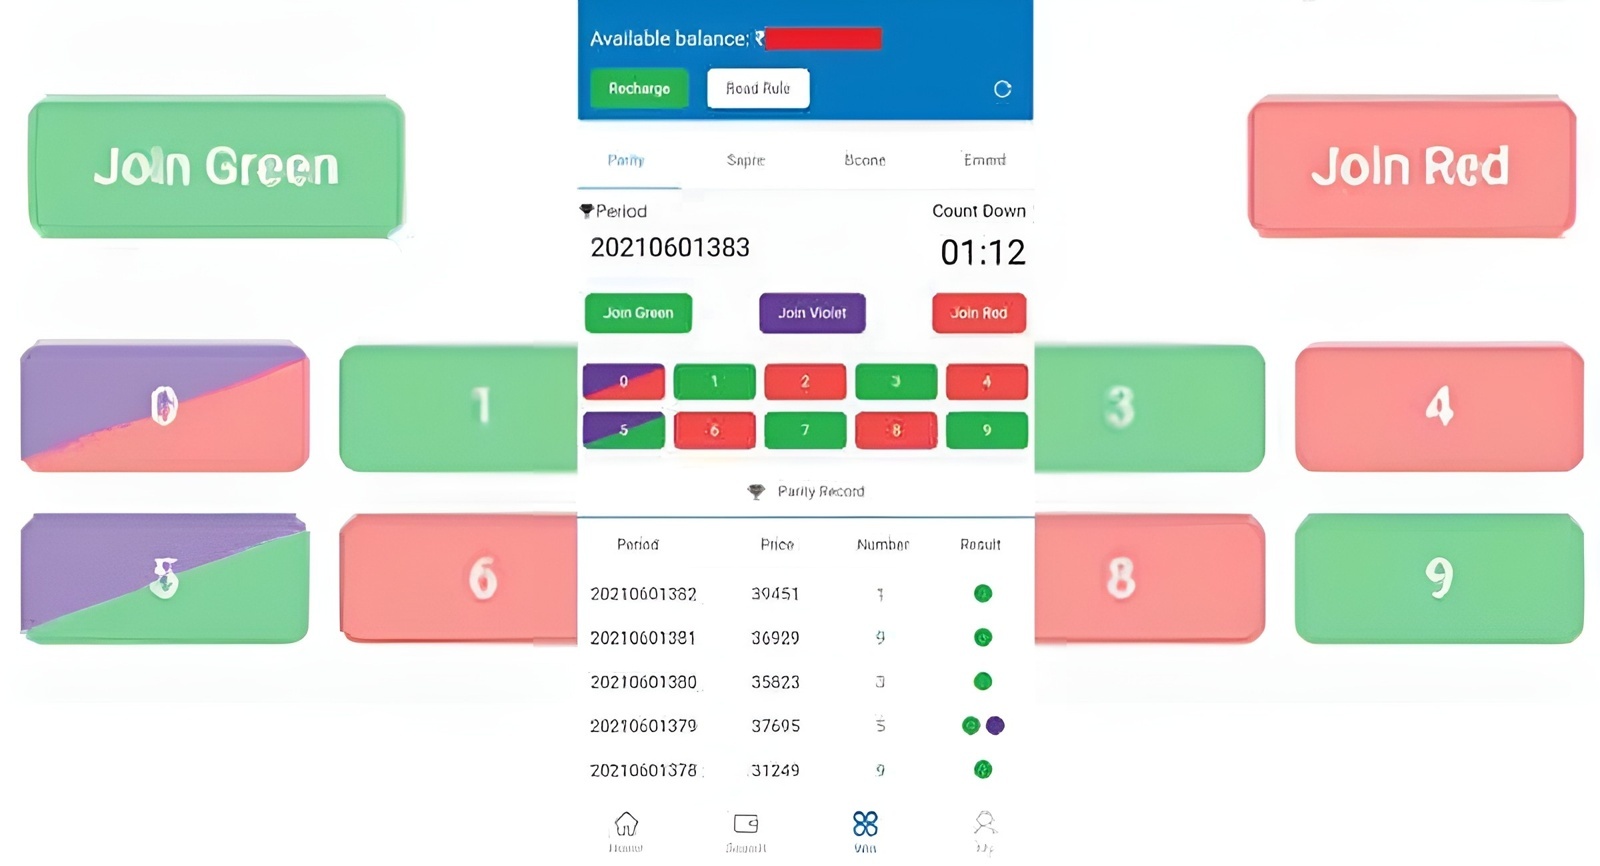 Available balance: ₹
Recharge
Read Rule
Join Green
Join Red
Parity
Sapre
Bcone
Emerd
Period
Count Down
20210601383
01:12
Join Green
Join Violet
Join Red
0
1
2
3
4
5
6
7
8
9
0
1
3
4
5
6
8
9
Parity Record
Period Price Number Result
20210601382 39451 1
20210601381 36929 9
20210601380 35823 3
20210601379 37695 5
20210601378 31249 9
Home
Win
My